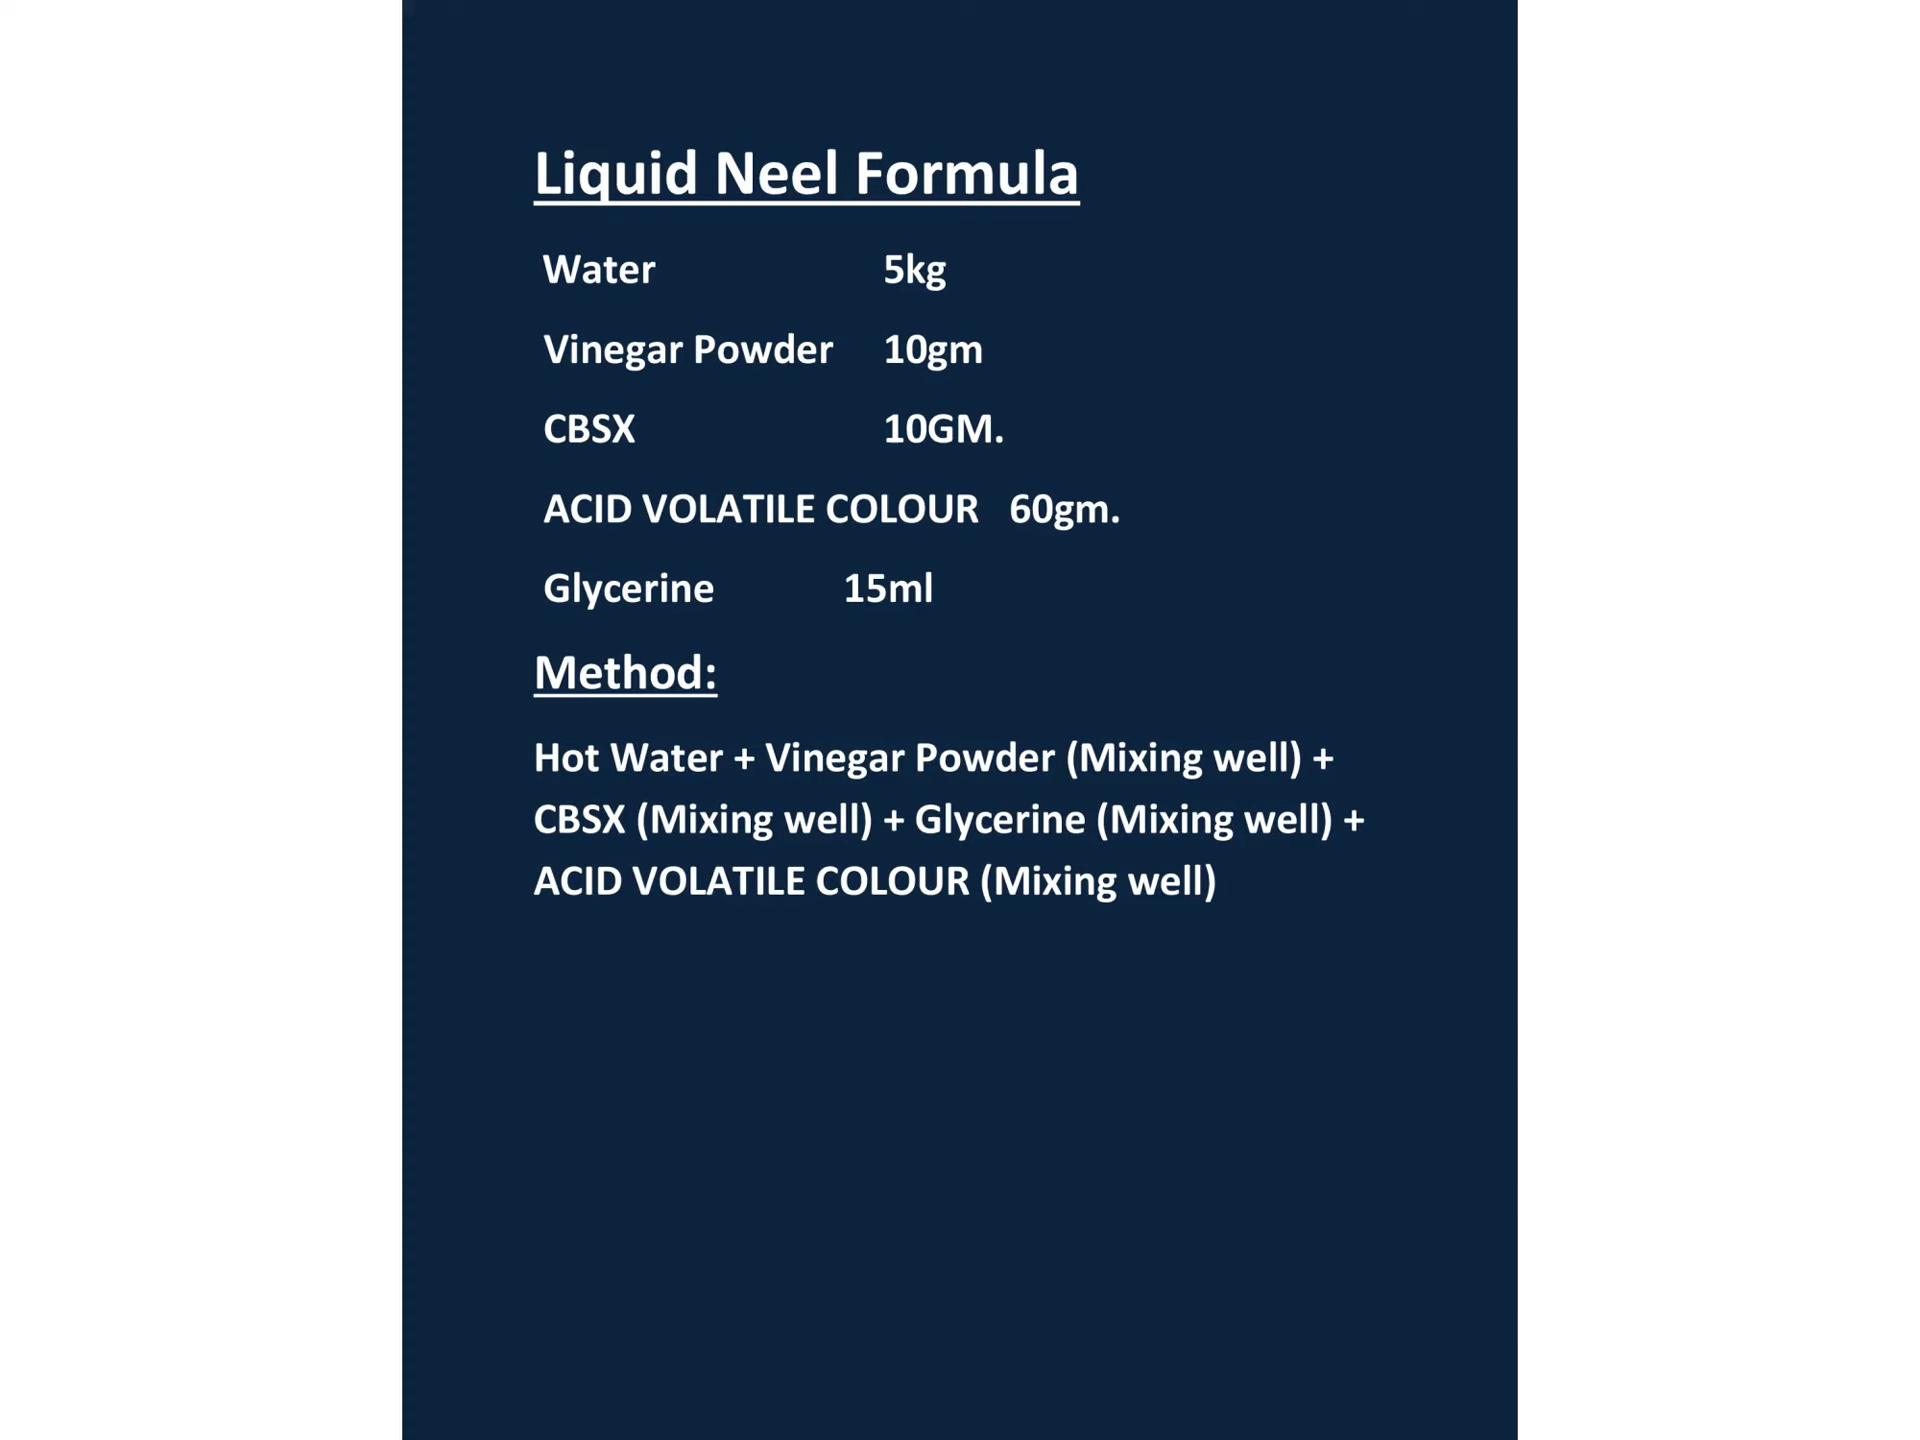 Liquid Neel Formula
Water 5kg
Vinegar Powder 10gm
CBSX 10GM.
ACID VOLATILE COLOUR 60gm.
Glycerine 15ml
Method:
Hot Water + Vinegar Powder (Mixing well) +
CBSX (Mixing well) + Glycerine (Mixing well) +
ACID VOLATILE COLOUR (Mixing well)